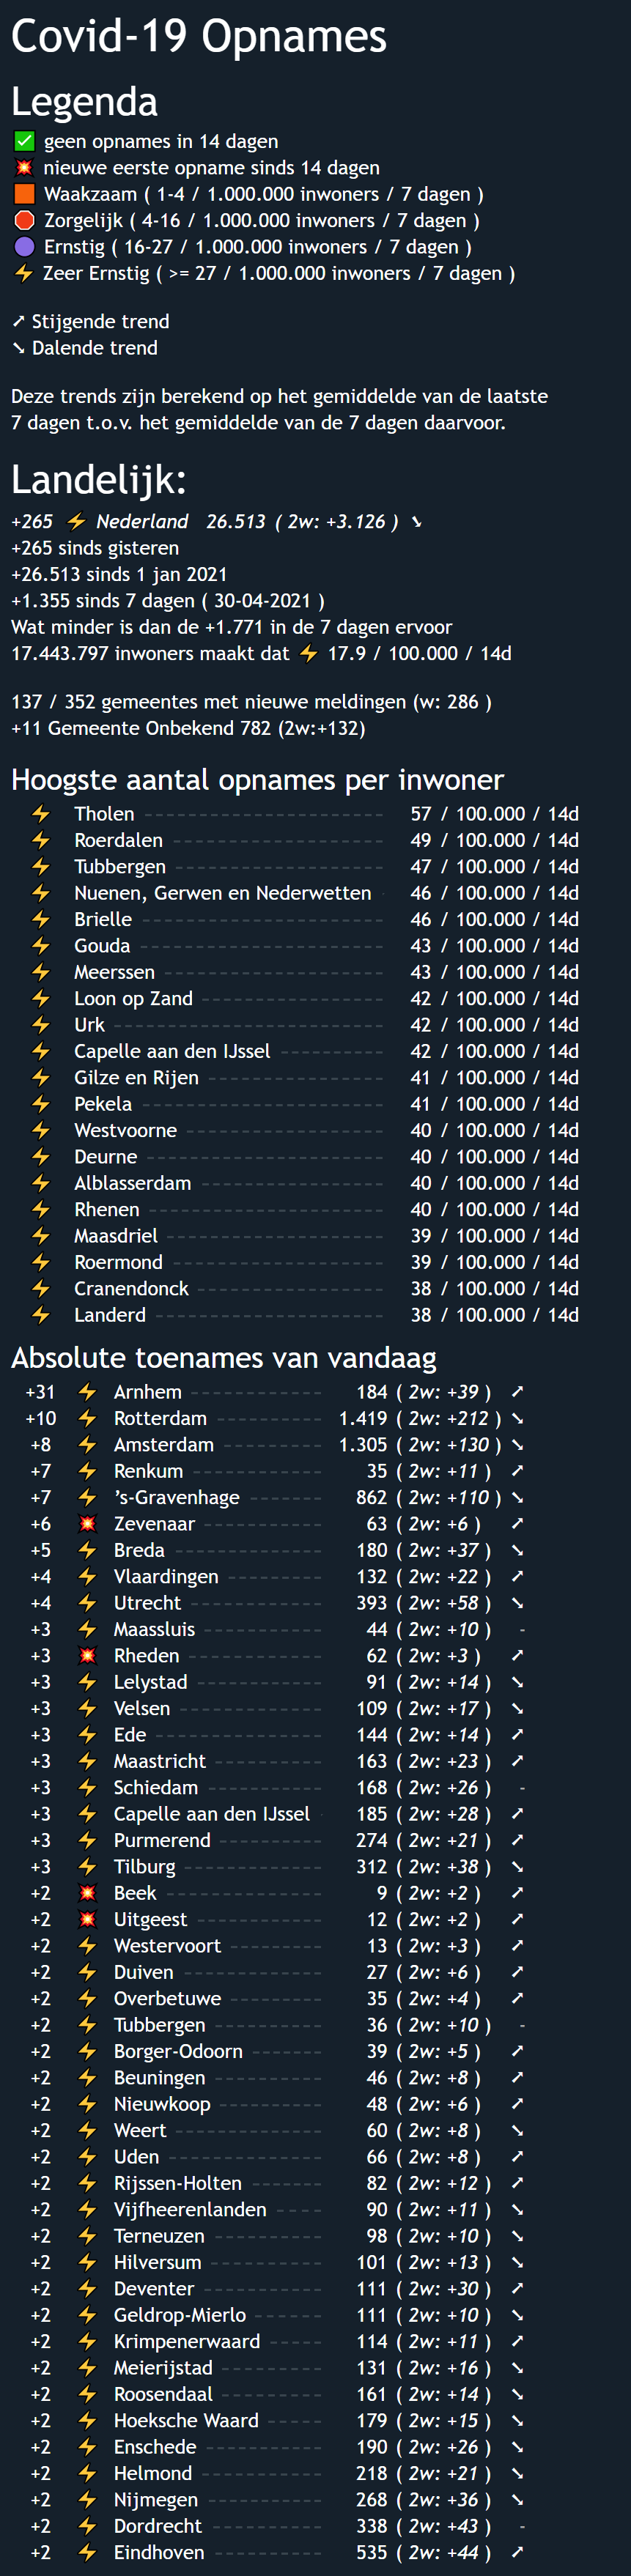 Covid-19 Opnames
Legenda
✅ geen opnames in 14 dagen
💥 nieuwe eerste opname sinds 14 dagen
🟧 Waakzaam ( 1-4 / 1.000.000 inwoners / 7 dagen )
🛑 Zorgelijk ( 4-16 / 1.000.000 inwoners / 7 dagen )
🟣 Ernstig ( 16-27 / 1.000.000 inwoners / 7 dagen )
⚡ Zeer Ernstig ( >= 27 / 1.000.000 inwoners / 7 dagen )
➚ Stijgende trend
➘ Dalende trend
Deze trends zijn berekend op het gemiddelde van de laatste
7 dagen t.o.v. het gemiddelde van de 7 dagen daarvoor.
Landelijk:
+265 ⚡ Nederland 26.513 ( 2w: +3.126 ) ➘
+265 sinds gisteren
+26.513 sinds 1 jan 2021
+1.355 sinds 7 dagen ( 30-04-2021 )
Wat minder is dan de +1.771 in de 7 dagen ervoor
17.443.797 inwoners maakt dat ⚡ 17.9 / 100.000 / 14d
137 / 352 gemeentes met nieuwe meldingen (w: 286 )
+11 Gemeente Onbekend 782 (2w:+132)
Hoogste aantal opnames per inwoner
⚡ Tholen 57 / 100.000 / 14d
⚡ Roerdalen 49 / 100.000 / 14d
⚡ Tubbergen 47 / 100.000 / 14d
⚡ Nuenen, Gerwen en Nederwetten 46 / 100.000 / 14d
⚡ Brielle 46 / 100.000 / 14d
⚡ Gouda 43 / 100.000 / 14d
⚡ Meerssen 43 / 100.000 / 14d
⚡ Loon op Zand 42 / 100.000 / 14d
⚡ Urk 42 / 100.000 / 14d
⚡ Capelle aan den IJssel 42 / 100.000 / 14d
⚡ Gilze en Rijen 41 / 100.000 / 14d
⚡ Pekela 41 / 100.000 / 14d
⚡ Westvoorne 40 / 100.000 / 14d
⚡ Deurne 40 / 100.000 / 14d
⚡ Alblasserdam 40 / 100.000 / 14d
⚡ Rhenen 40 / 100.000 / 14d
⚡ Maasdriel 39 / 100.000 / 14d
⚡ Roermond 39 / 100.000 / 14d
⚡ Cranendonck 38 / 100.000 / 14d
⚡ Landerd 38 / 100.000 / 14d
Absolute toenames van vandaag
+31 ⚡ Arnhem 184 ( 2w: +39 ) ➚
+10 ⚡ Rotterdam 1.419 ( 2w: +212 ) ➘
+8 ⚡ Amsterdam 1.305 ( 2w: +130 ) ➘
+7 ⚡ Renkum 35 ( 2w: +11 ) ➚
+7 ⚡ ’s-Gravenhage 862 ( 2w: +110 ) ➘
+6 💥 Zevenaar 63 ( 2w: +6 ) ➚
+5 ⚡ Breda 180 ( 2w: +37 ) ➘
+4 ⚡ Vlaardingen 132 ( 2w: +22 ) ➚
+4 ⚡ Utrecht 393 ( 2w: +58 ) ➘
+3 ⚡ Maassluis 44 ( 2w: +10 ) -
+3 💥 Rheden 62 ( 2w: +3 ) ➚
+3 ⚡ Lelystad 91 ( 2w: +14 ) ➘
+3 ⚡ Velsen 109 ( 2w: +17 ) ➘
+3 ⚡ Ede 144 ( 2w: +14 ) ➚
+3 ⚡ Maastricht 163 ( 2w: +23 ) ➚
+3 ⚡ Schiedam 168 ( 2w: +26 ) -
+3 ⚡ Capelle aan den IJssel 185 ( 2w: +28 ) ➚
+3 ⚡ Purmerend 274 ( 2w: +21 ) ➚
+3 ⚡ Tilburg 312 ( 2w: +38 ) ➘
+2 💥 Beek 9 ( 2w: +2 ) ➚
+2 💥 Uitgeest 12 ( 2w: +2 ) ➚
+2 ⚡ Westervoort 13 ( 2w: +3 ) ➚
+2 ⚡ Duiven 27 ( 2w: +6 ) ➚
+2 ⚡ Overbetuwe 35 ( 2w: +4 ) ➚
+2 ⚡ Tubbergen 36 ( 2w: +10 ) -
+2 ⚡ Borger-Odoorn 39 ( 2w: +5 ) ➚
+2 ⚡ Beuningen 46 ( 2w: +8 ) ➚
+2 ⚡ Nieuwkoop 48 ( 2w: +6 ) ➚
+2 ⚡ Weert 60 ( 2w: +8 ) ➘
+2 ⚡ Uden 66 ( 2w: +8 ) ➚
+2 ⚡ Rijssen-Holten 82 ( 2w: +12 ) ➚
+2 ⚡ Vijfheerenlanden 90 ( 2w: +11 ) ➘
+2 ⚡ Terneuzen 98 ( 2w: +10 ) ➘
+2 ⚡ Hilversum 101 ( 2w: +13 ) ➘
+2 ⚡ Deventer 111 ( 2w: +30 ) ➚
+2 ⚡ Geldrop-Mierlo 111 ( 2w: +10 ) ➘
+2 ⚡ Krimpenerwaard 114 ( 2w: +11 ) ➚
+2 ⚡ Meierijstad 131 ( 2w: +16 ) ➘
+2 ⚡ Roosendaal 161 ( 2w: +14 ) ➘
+2 ⚡ Hoeksche Waard 179 ( 2w: +15 ) ➘
+2 ⚡ Enschede 190 ( 2w: +26 ) ➘
+2 ⚡ Helmond 218 ( 2w: +21 ) ➘
+2 ⚡ Nijmegen 268 ( 2w: +36 ) ➘
+2 ⚡ Dordrecht 338 ( 2w: +43 ) -
+2 ⚡ Eindhoven 535 ( 2w: +44 ) ➚